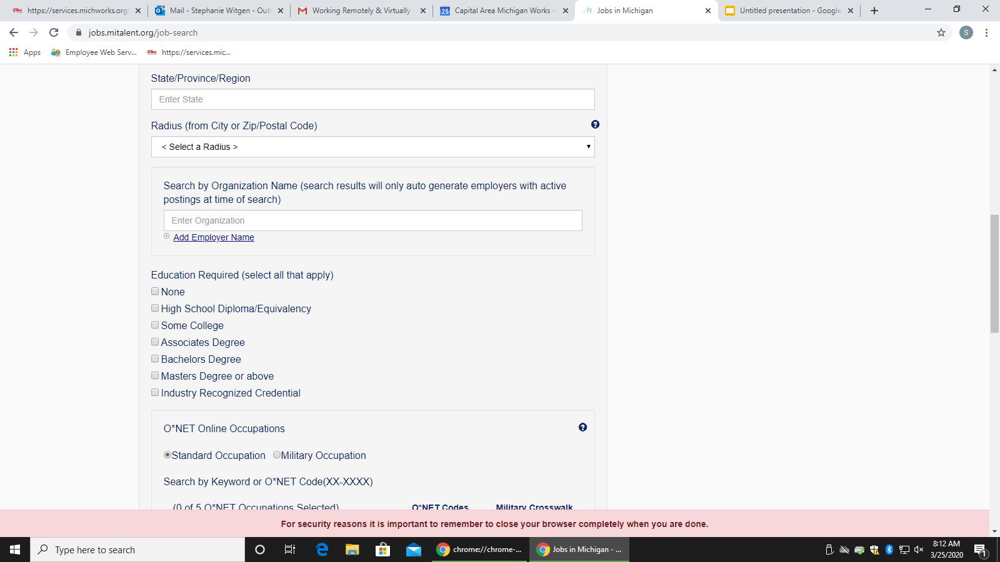 https://services.michworks.org/
Mail - Stephanie Witgen - Outl
Working Remotely & Virtually -
Capital Area Michigan Works -
Jobs in Michigan
Untitled presentation - Google
jobs.mitalent.org/job-search
S
Apps
Employee Web Serv...
https://services.mic...
State/Province/Region
Enter State
Radius (from City or Zip/Postal Code)
< Select a Radius >
Search by Organization Name (search results will only auto generate employers with active
postings at time of search)
Enter Organization
Add Employer Name
Education Required (select all that apply)
None
High School Diploma/Equivalency
Some College
Associates Degree
Bachelors Degree
Masters Degree or above
Industry Recognized Credential
O*NET Online Occupations
Standard Occupation Military Occupation
Search by Keyword or O*NET Code(XX-XXXX)
(0 of 5 O*NET Occupations Selected) O*NET Codes Military Crosswalk
For security reasons it is important to remember to close your browser completely when you are done.
Type here to search
chrome://chrome-...
Jobs in Michigan - ...
8:12 AM
3/25/2020
1